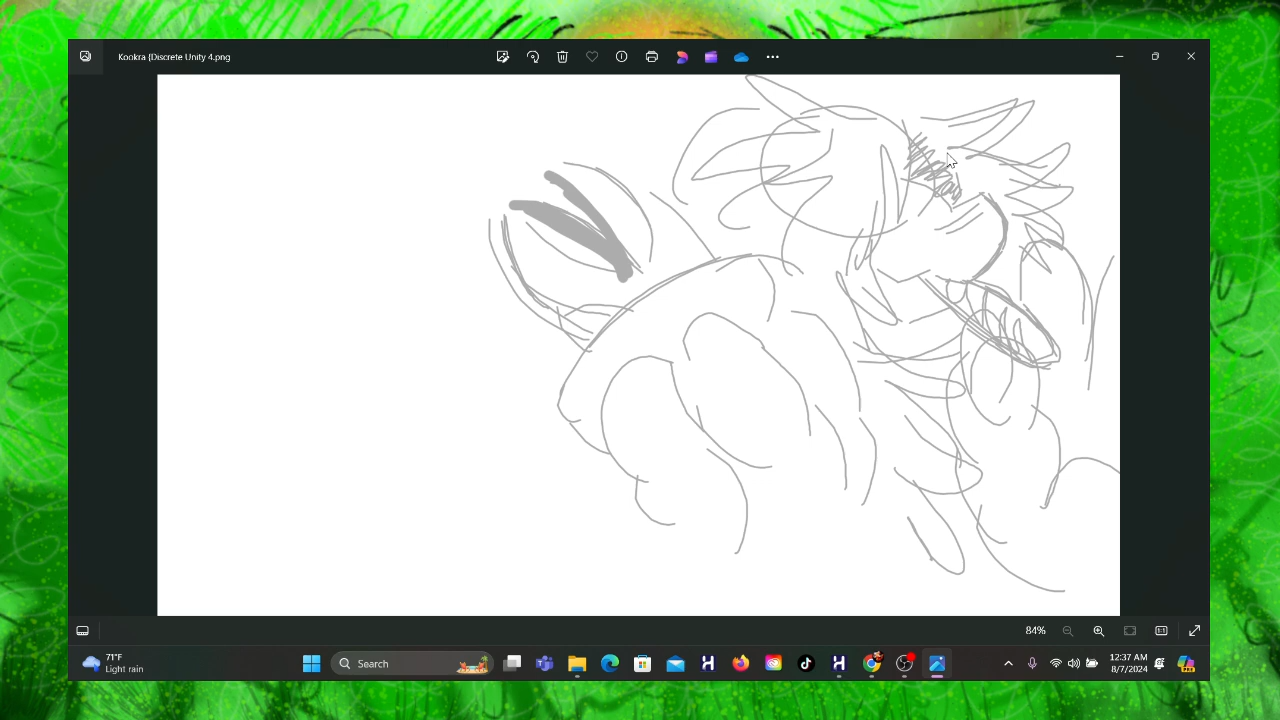 Kookra {Discrete Unity 4.png
84%
71°F
Light rain
Search
12:37 AM
8/7/2024